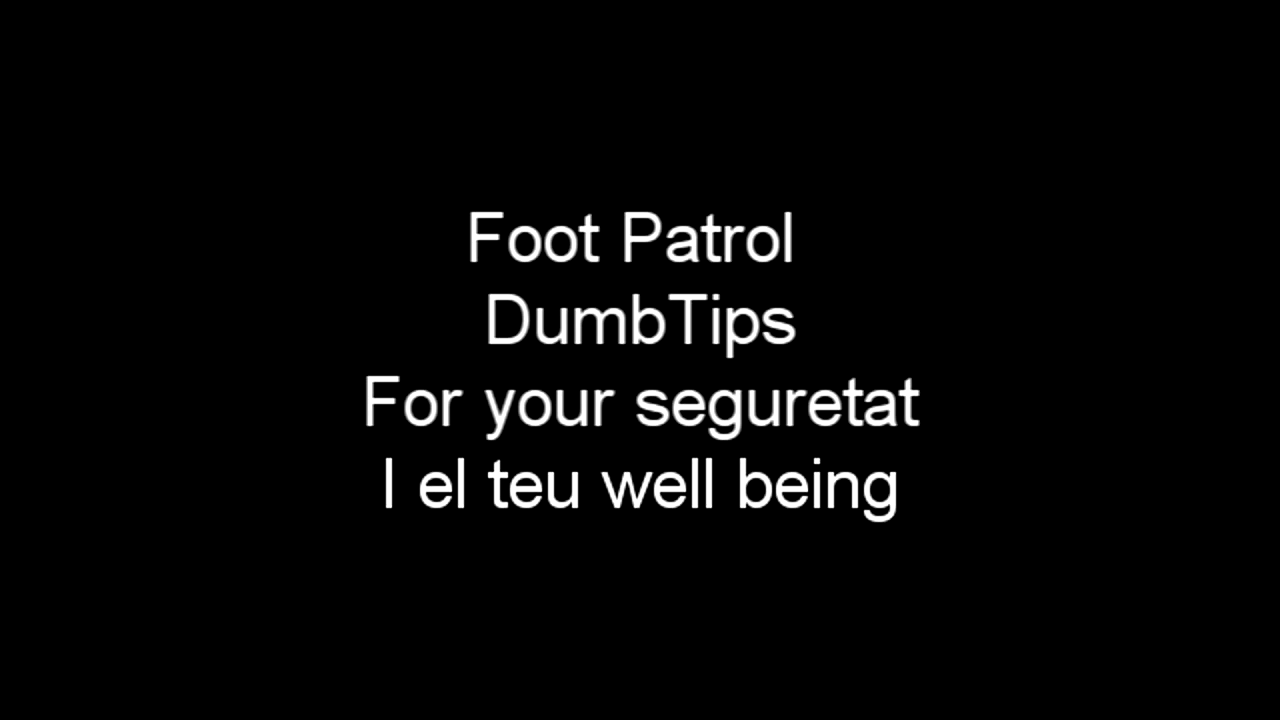 Foot Patrol
DumbTips
For your seguretat
I el teu well being